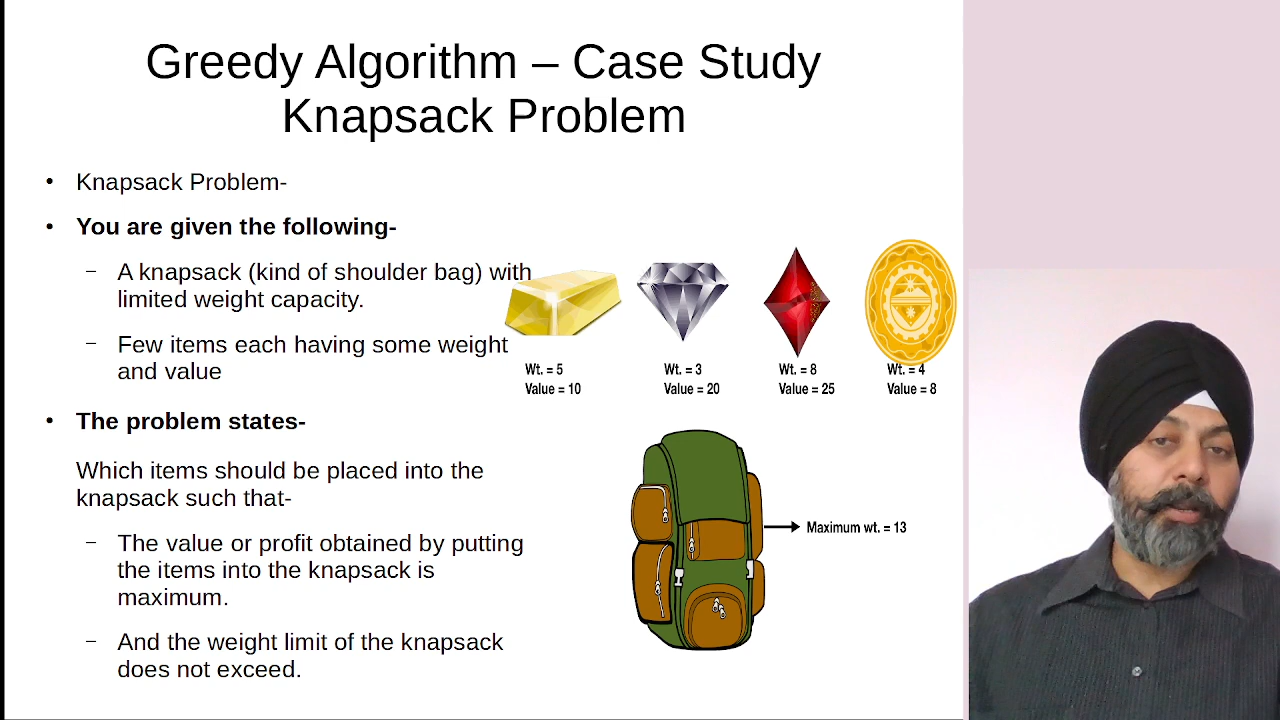 Greedy Algorithm – Case Study
Knapsack Problem
• Knapsack Problem-
• You are given the following-
– A knapsack (kind of shoulder bag) with
limited weight capacity.
– Few items each having some weight
and value
• The problem states-
Which items should be placed into the
knapsack such that-
– The value or profit obtained by putting
the items into the knapsack is
maximum.
– And the weight limit of the knapsack
does not exceed.
Wt. = 5
Value = 10
Wt. = 3
Value = 20
Wt. = 8
Value = 25
Wt. = 4
Value = 8
Maximum wt. = 13